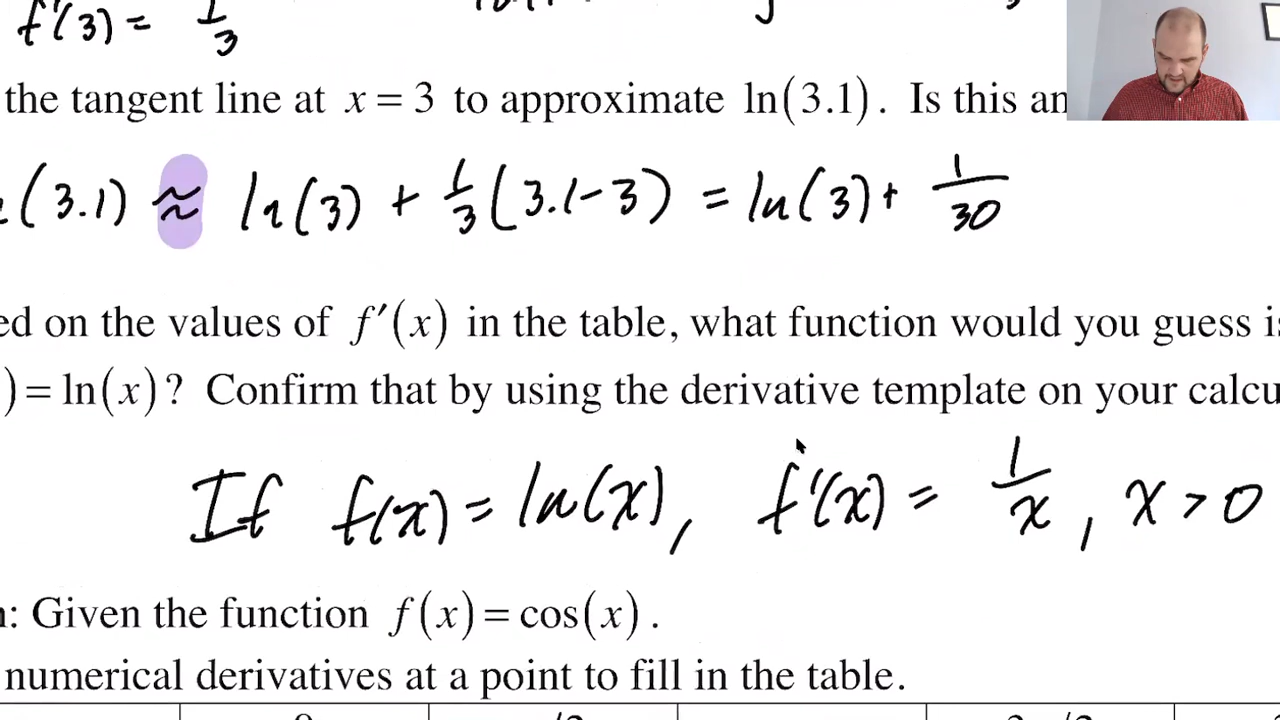 f'(3) = 1/3
the tangent line at x = 3 to approximate ln(3.1). Is this an
(3.1) ≈ ln(3) + 1/3 (3.1-3) = ln(3) + 1/30
on the values of f′(x) in the table, what function would you guess
) = ln(x)? Confirm that by using the derivative template on your
If f(x) = ln(x), f'(x) = 1/x, x > 0
: Given the function f(x) = cos(x).
numerical derivatives at a point to fill in the table.